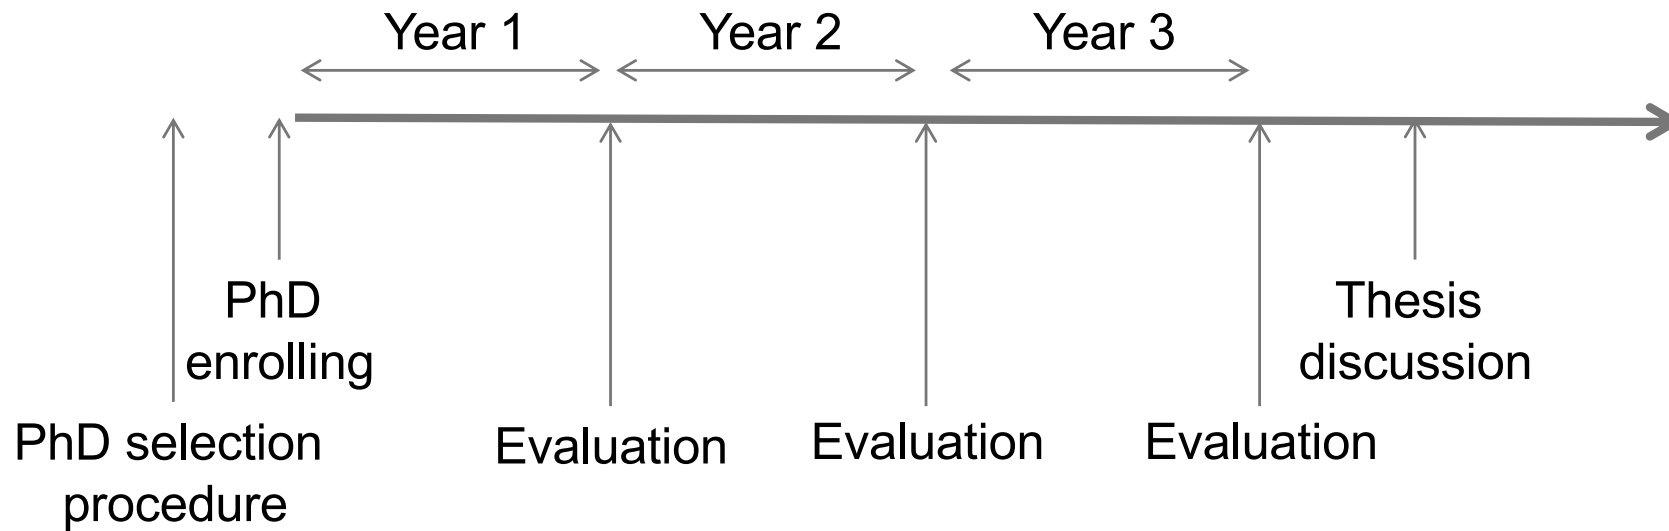 Year 1
Year 2
Year 3
PhD
enrolling
Thesis
discussion
PhD selection
procedure
Evaluation
Evaluation
Evaluation